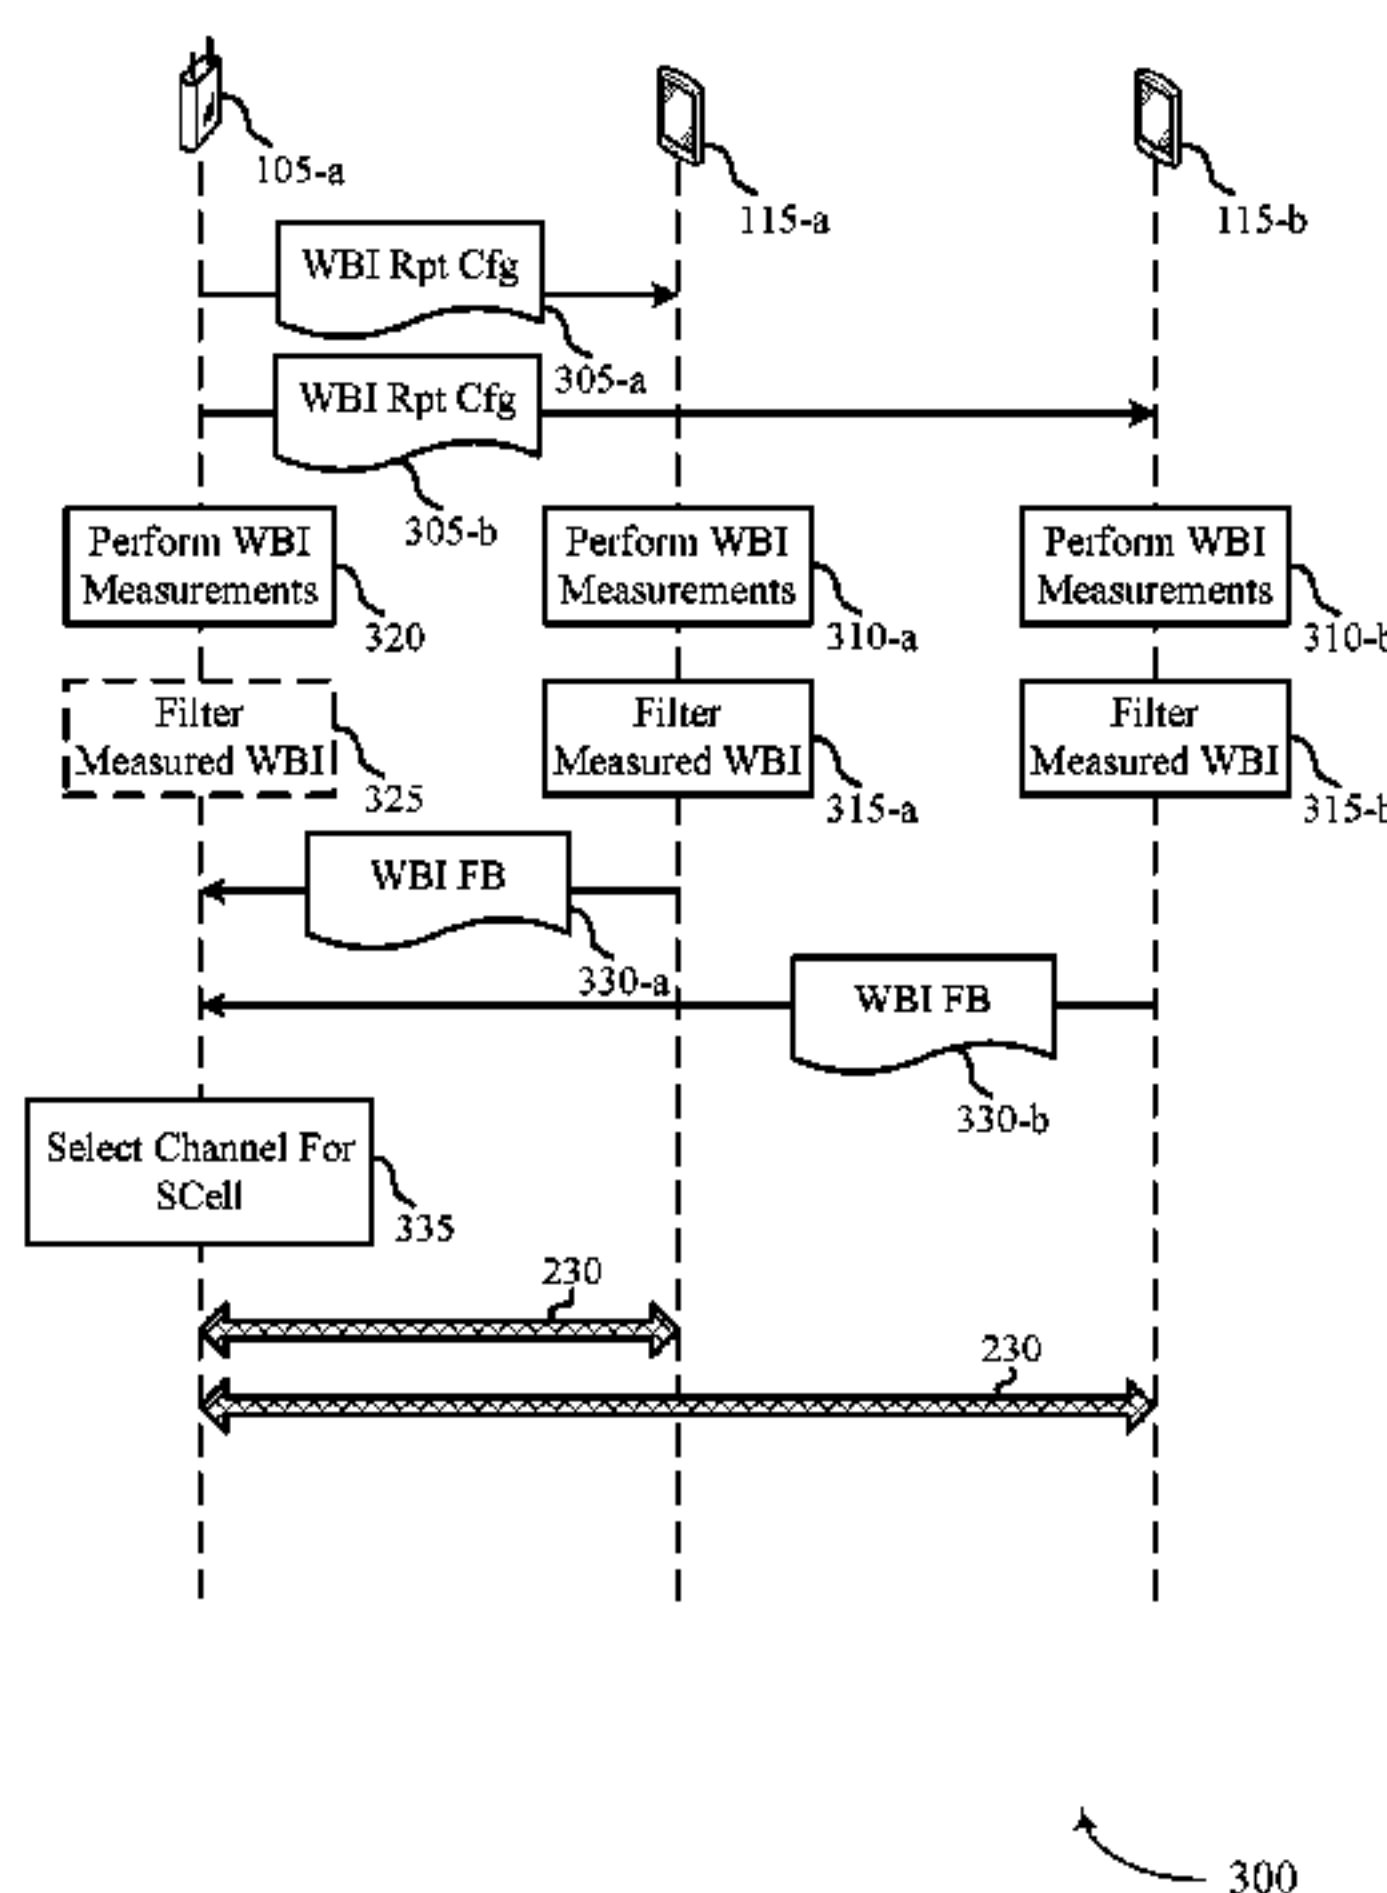 105-a
115-a
115-b
WBI Rpt Cfg
305-a
WBI Rpt Cfg
305-b
Perform WBI
Measurements
320
Perform WBI
Measurements
310-a
Perform WBI
Measurements
310-b
Filter
Measured WBI
325
Filter
Measured WBI
315-a
Filter
Measured WBI
315-b
WBI FB
330-a
WBI FB
330-b
Select Channel For
SCell
335
230
230
300